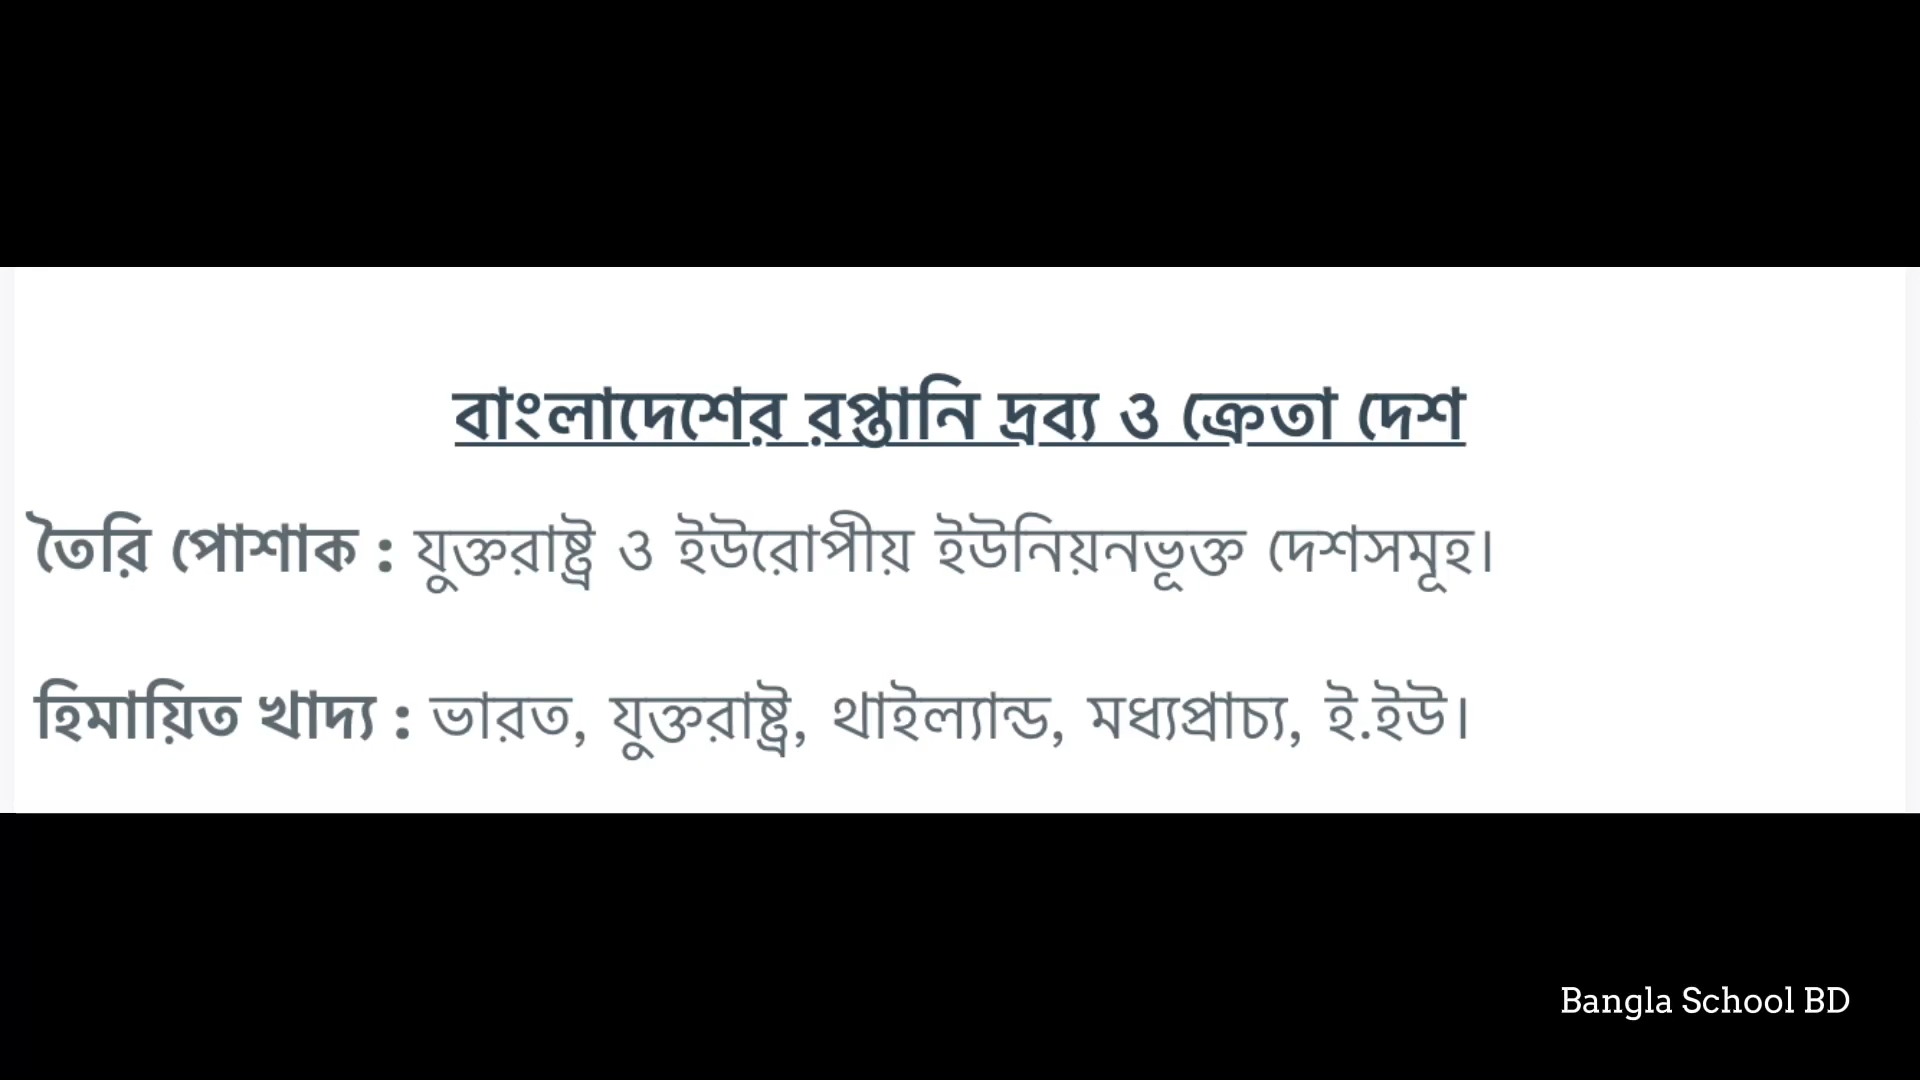 বাংলাদেশের রপ্তানি দ্রব্য ও ক্রেতা দেশ
তৈরি পোশাক : যুক্তরাষ্ট্র ও ইউরোপীয় ইউনিয়নভূক্ত দেশসমূহ।
হিমায়িত খাদ্য : ভারত, যুক্তরাষ্ট্র, থাইল্যান্ড, মধ্যপ্রাচ্য, ই.ইউ।
Bangla School BD